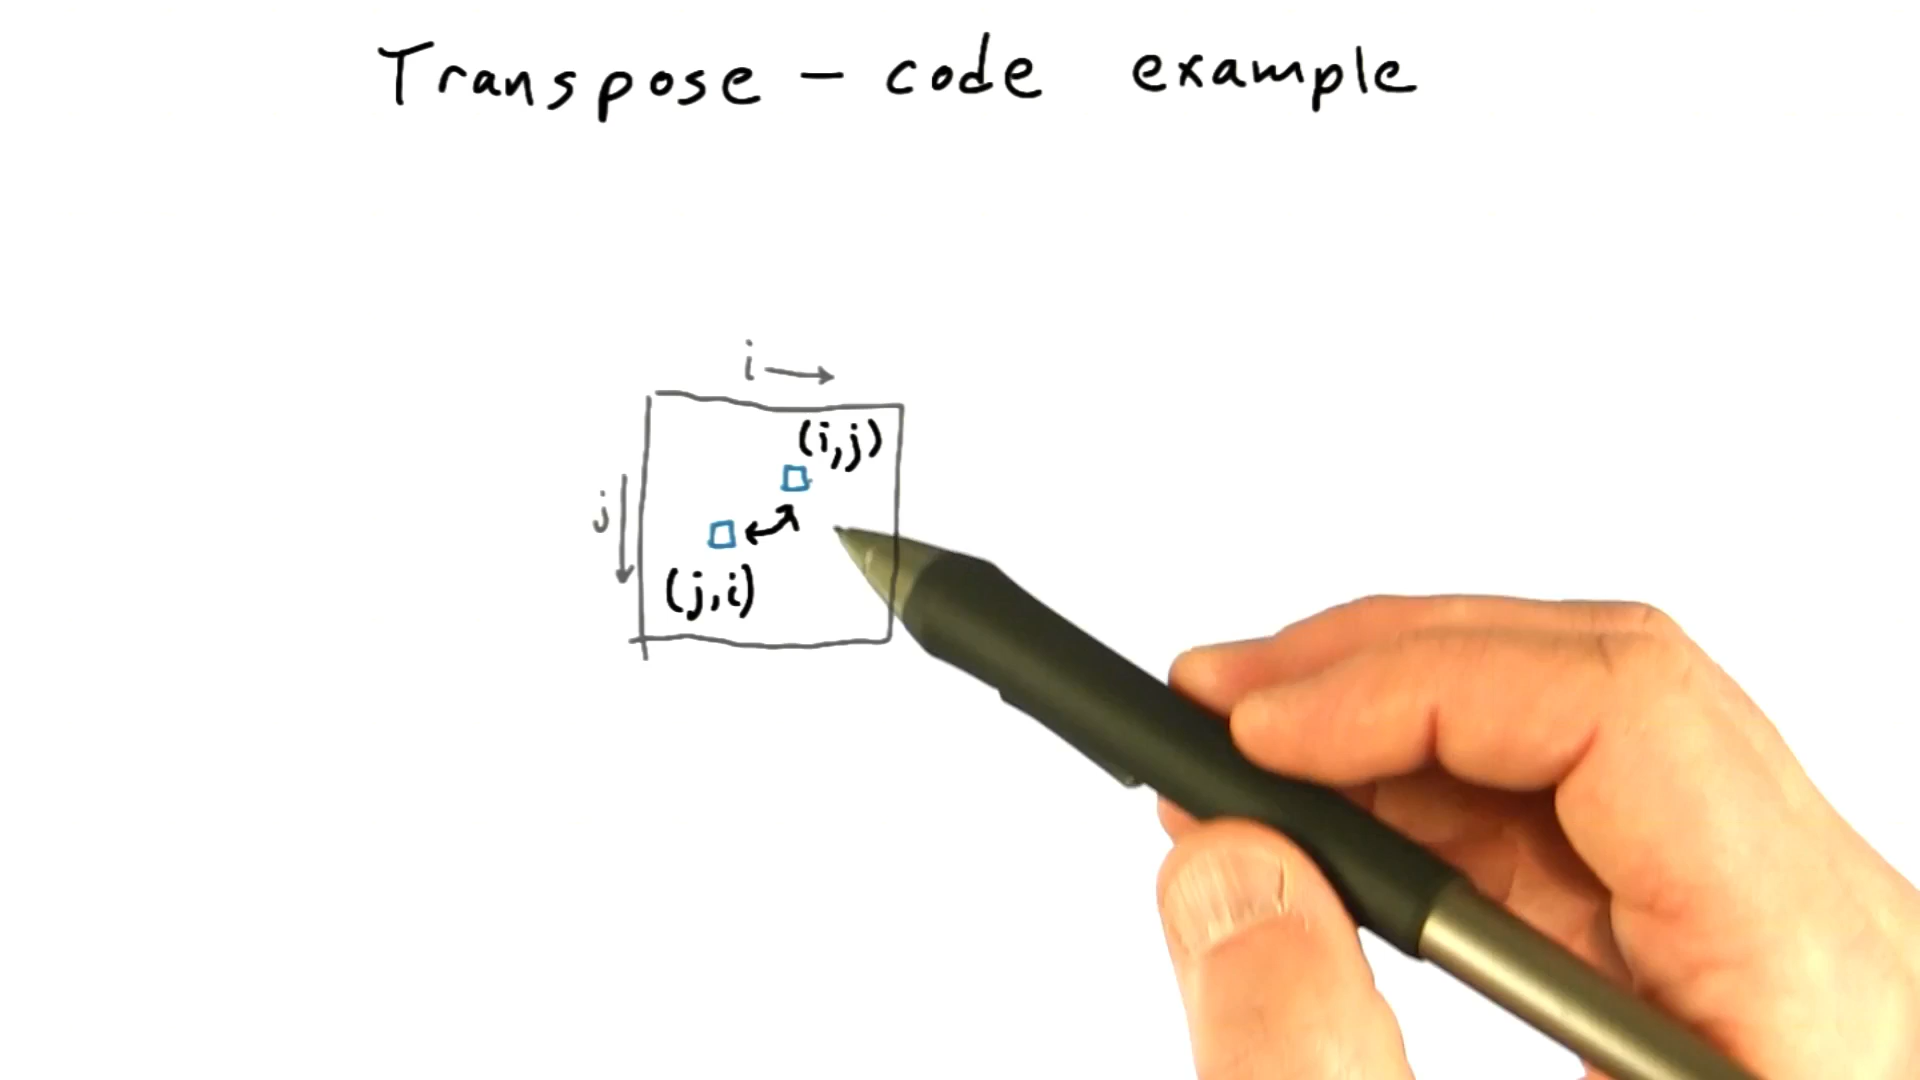 Transpose – code example
i
(i,j)
j
(j,i)